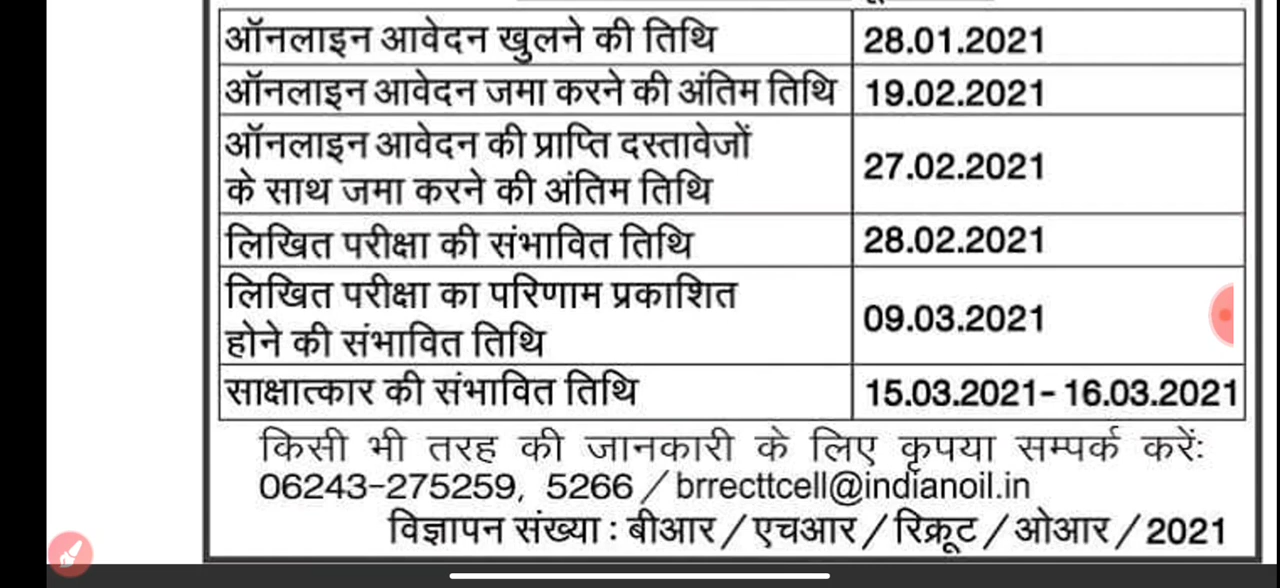 ऑनलाइन आवेदन खुलने की तिथि 28.01.2021
ऑनलाइन आवेदन जमा करने की अंतिम तिथि 19.02.2021
ऑनलाइन आवेदन की प्राप्ति दस्तावेजों
के साथ जमा करने की अंतिम तिथि 27.02.2021
लिखित परीक्षा की संभावित तिथि 28.02.2021
लिखित परीक्षा का परिणाम प्रकाशित
होने की संभावित तिथि 09.03.2021
साक्षात्कार की संभावित तिथि 15.03.2021- 16.03.2021
किसी भी तरह की जानकारी के लिए कृपया सम्पर्क करें:
06243-275259, 5266 / brrecttcell@indianoil.in
विज्ञापन संख्या : बीआर / एचआर / रिक्रूट / ओआर / 2021